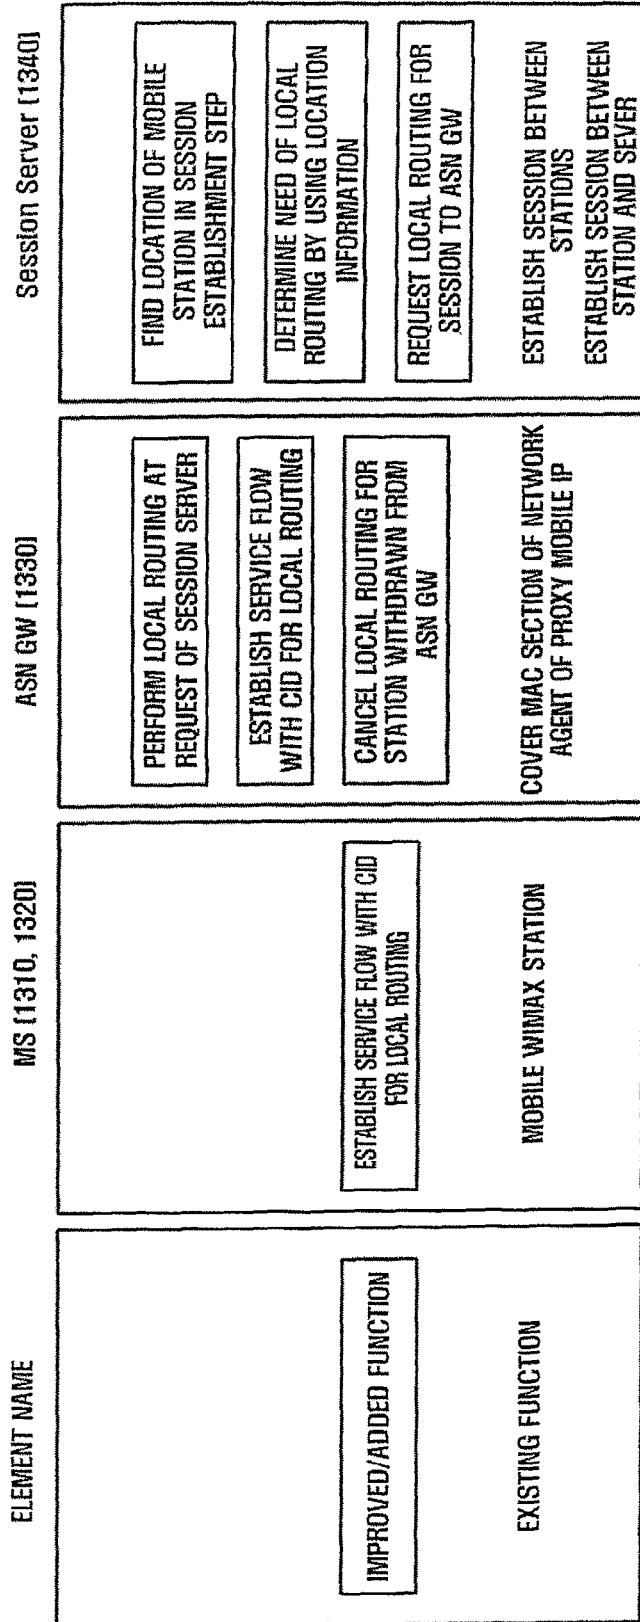 ELEMENT NAME
IMPROVED/ADDED FUNCTION
EXISTING FUNCTION
MS (1310, 1320)
ESTABLISH SERVICE FLOW WITH CID
FOR LOCAL ROUTING
MOBILE WIMAX STATION
ASN GW (1330)
PERFORM LOCAL ROUTING AT
REQUEST OF SESSION SERVER
ESTABLISH SERVICE FLOW
WITH CID FOR LOCAL ROUTING
CANCEL LOCAL ROUTING FOR
STATION WITHDRAWN FROM
ASN GW
COVER MAC SECTION OF NETWORK
AGENT OF PROXY MOBILE IP
Session Server (1340)
FIND LOCATION OF MOBILE
STATION IN SESSION
ESTABLISHMENT STEP
DETERMINE NEED OF LOCAL
ROUTING BY USING LOCATION
INFORMATION
REQUEST LOCAL ROUTING FOR
SESSION TO ASN GW
ESTABLISH SESSION BETWEEN
STATIONS
ESTABLISH SESSION BETWEEN
STATION AND SEVER